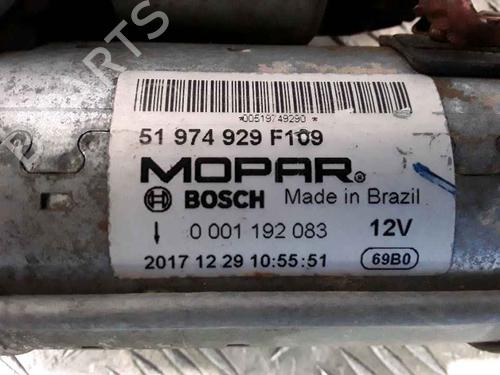 PARTS
*00519749290 *
51 974 929 F109
MOPAR®
BOSCH Made in Brazil
0 001 192 083 12V
2017 12 29 10:55:51 69B0